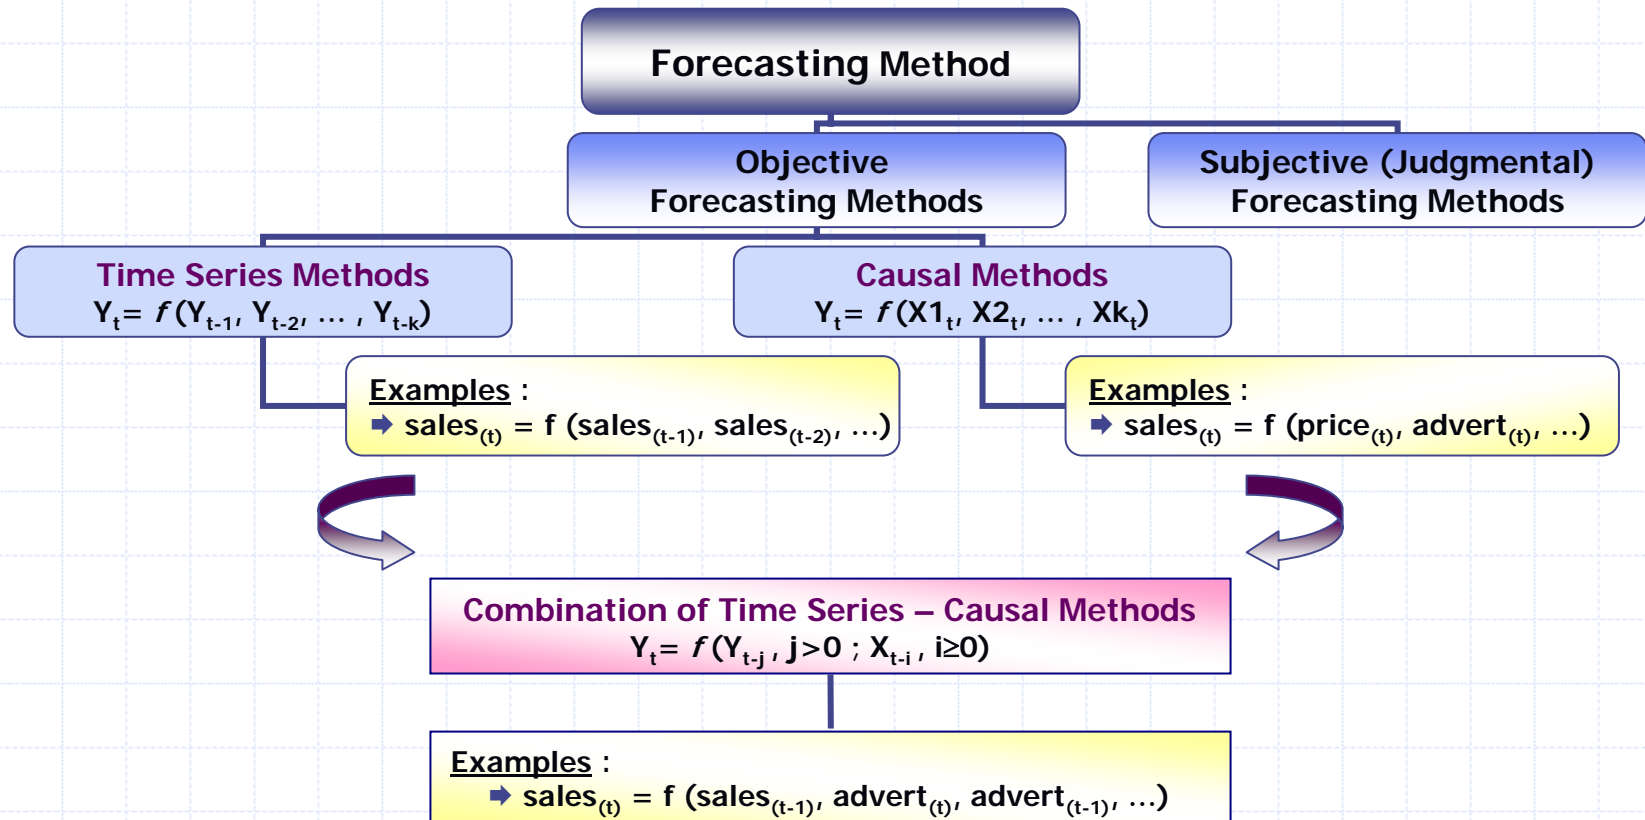 Forecasting Method
Objective
Forecasting Methods
Subjective (Judgmental)
Forecasting Methods
Time Series Methods
Yₜ= f (Yₜ₋₁, Yₜ₋₂, … , Yₜ₋ₖ)
Causal Methods
Yₜ= f (X1ₜ, X2ₜ, … , Xkₜ)
Examples :
➡ sales₍ₜ₎ = f (sales₍ₜ₋₁₎, sales₍ₜ₋₂₎, …)
Examples :
➡ sales₍ₜ₎ = f (price₍ₜ₎, advert₍ₜ₎, …)
Combination of Time Series – Causal Methods
Yₜ= f (Yₜ₋ⱼ , j>0 ; Xₜ₋ᵢ , i≥0)
Examples :
➡ sales₍ₜ₎ = f (sales₍ₜ₋₁₎, advert₍ₜ₎, advert₍ₜ₋₁₎, …)